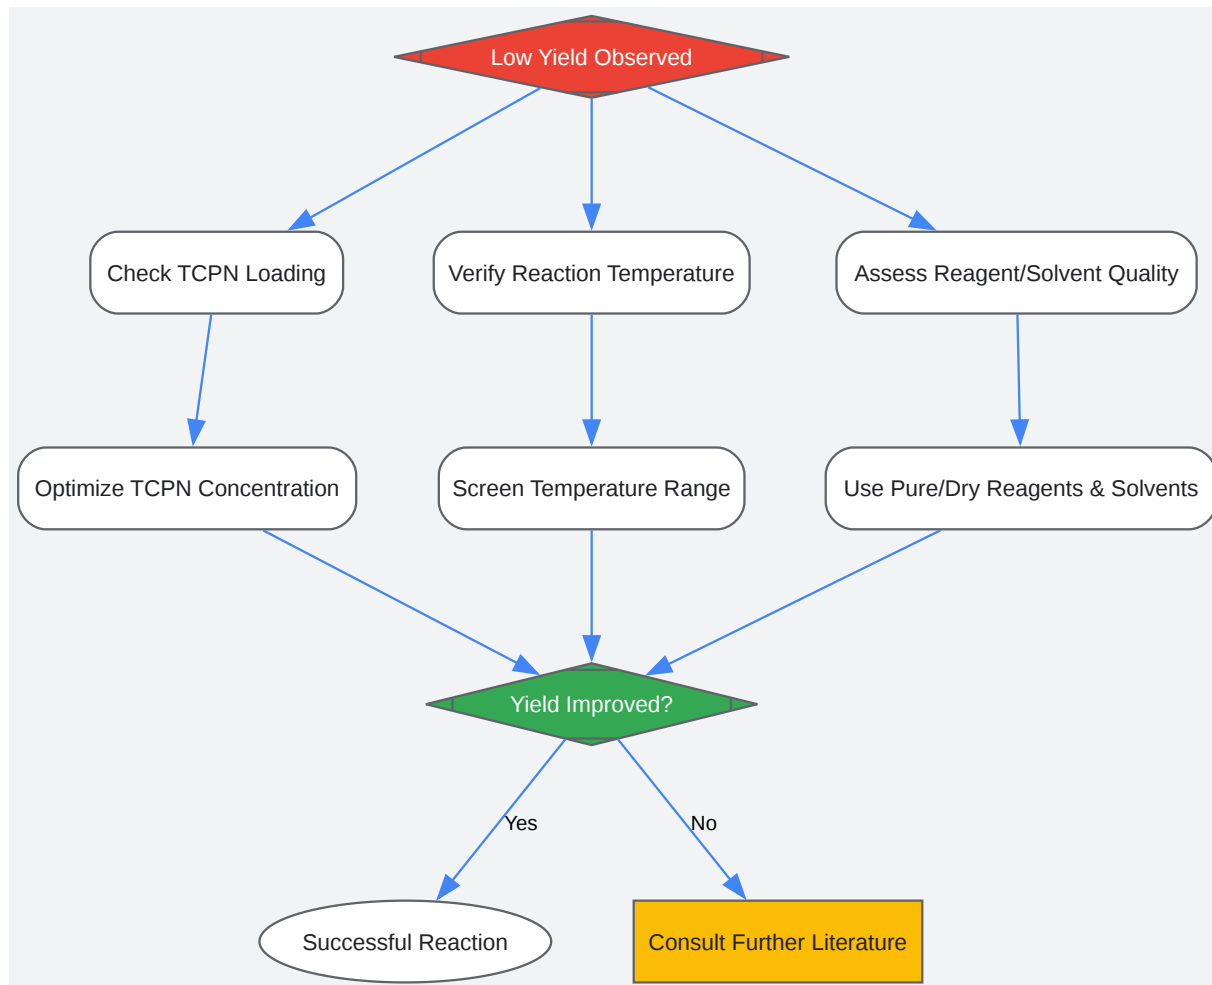 Low Yield Observed
Check TCPN Loading
Verify Reaction Temperature
Assess Reagent/Solvent Quality
Optimize TCPN Concentration
Screen Temperature Range
Use Pure/Dry Reagents & Solvents
Yield Improved?
Yes
No
Successful Reaction
Consult Further Literature